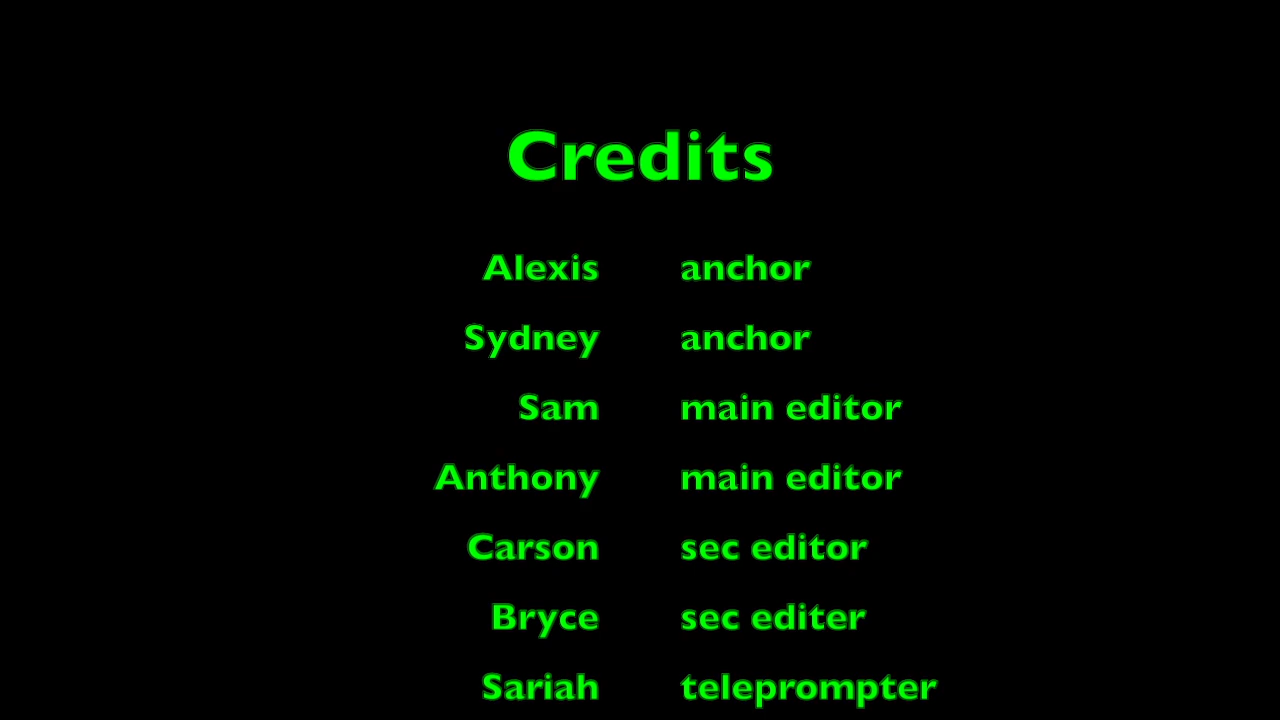 Credits
Alexis anchor
Sydney anchor
Sam main editor
Anthony main editor
Carson sec editor
Bryce sec editer
Sariah teleprompter